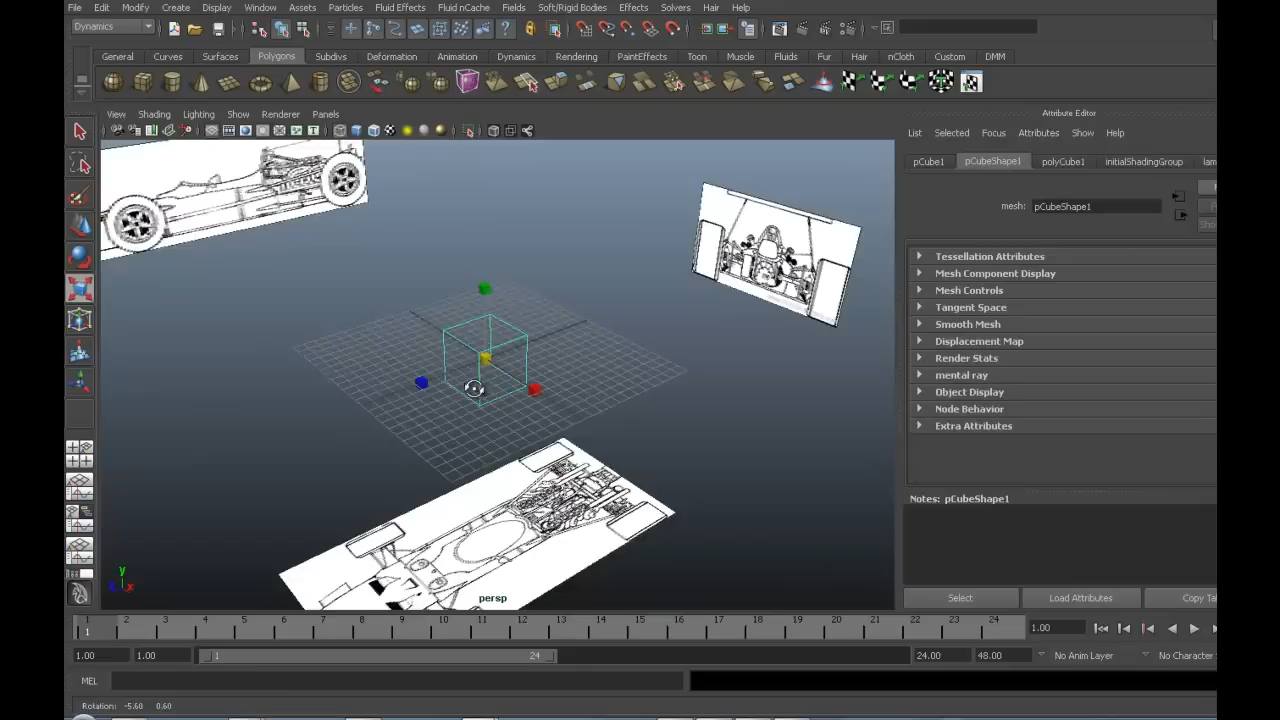 File Edit Modify Create Display Window Assets Particles Fluid Effects Fluid nCache Fields Soft/Rigid Bodies Effects Solvers Hair Help
Dynamics
General Curves Surfaces Polygons Subdivs Deformation Animation Dynamics Rendering PaintEffects Toon Muscle Fluids Fur Hair nCloth Custom DMM
View Shading Lighting Show Renderer Panels
Attribute Editor
List Selected Focus Attributes Show Help
pCube1 pCubeShape1 polyCube1 initialShadingGroup lam
mesh: pCubeShape1
Tessellation Attributes
Mesh Component Display
Mesh Controls
Tangent Space
Smooth Mesh
Displacement Map
Render Stats
mental ray
Object Display
Node Behavior
Extra Attributes
Notes: pCubeShape1
y
x
persp
Select Load Attributes Copy Ta
1 2 3 4 5 6 7 8 9 10 11 12 13 14 15 16 17 18 19 20 21 22 23 24
1
1.00
1.00 1.00 1 24 24.00 48.00 No Anim Layer No Character
MEL
Rotation: -5.60 0.60